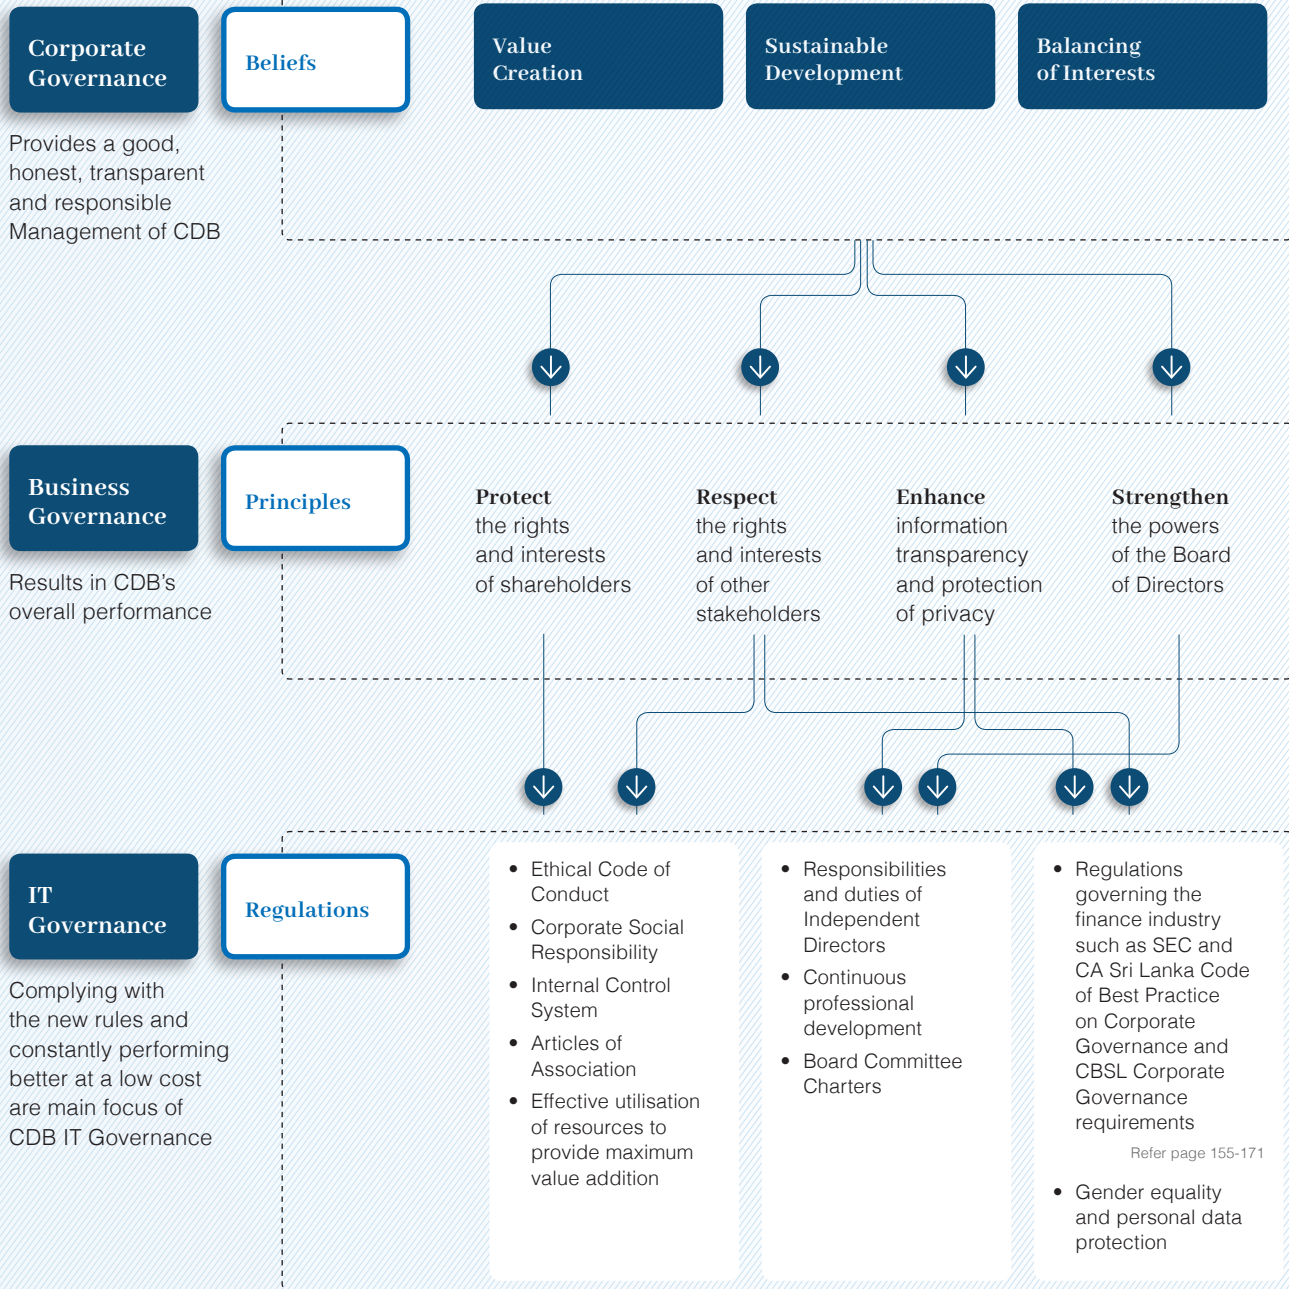 Corporate
Governance
Beliefs
Value
Creation
Sustainable
Development
Balancing
of Interests
Provides a good,
honest, transparent
and responsible
Management of CDB
Business
Governance
Principles
Results in CDB's
overall performance
Protect
the rights
and interests
of shareholders
Respect
the rights
and interests
of other
stakeholders
Enhance
information
transparency
and protection
of privacy
Strengthen
the powers
of the Board
of Directors
IT
Governance
Regulations
Complying with
the new rules and
constantly performing
better at a low cost
are main focus of
CDB IT Governance
• Ethical Code of
Conduct
• Corporate Social
Responsibility
• Internal Control
System
• Articles of
Association
• Effective utilisation
of resources to
provide maximum
value addition
• Responsibilities
and duties of
Independent
Directors
• Continuous
professional
development
• Board Committee
Charters
• Regulations
governing the
finance industry
such as SEC and
CA Sri Lanka Code
of Best Practice
on Corporate
Governance and
CBSL Corporate
Governance
requirements
Refer page 155-171
• Gender equality
and personal data
protection